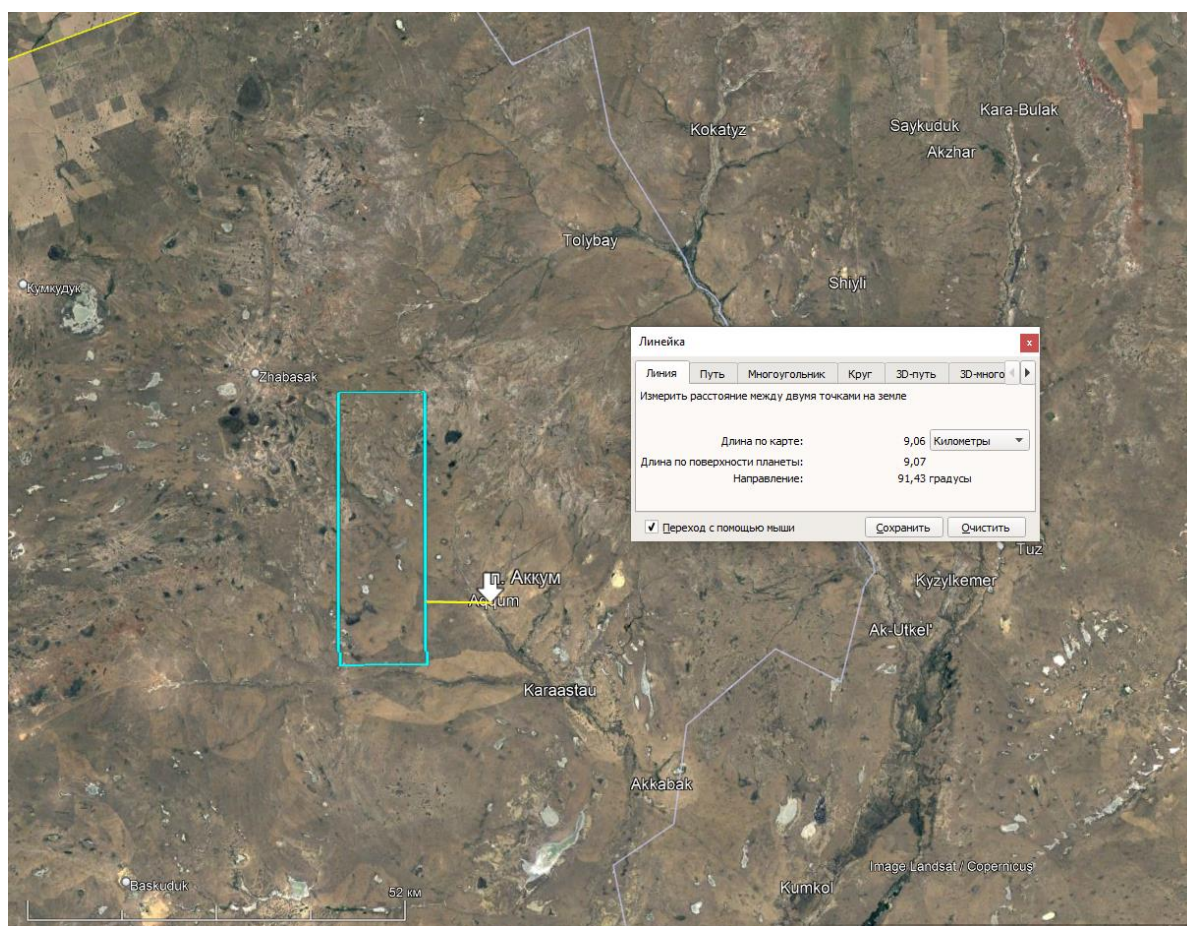 Kara-Bulak
Kokatyz
Saykuduk
Akzhar
Tolybay
Shiyli
Кумкудук
Zhabasak
Линейка
x
Линия Путь Многоугольник Круг 3D-путь 3D-много
Измерить расстояние между двумя точками на земле
Длина по карте: 9,06 Километры
Длина по поверхности планеты: 9,07
Направление: 91,43 градусы
Переход с помощью мыши Сохранить Очистить
Tuz
п. Аккум
Kyzylkemer
Aqqum
Ak-Utkel'
Karaastau
Akkabak
Image Landsat / Copernicus
Baskuduk
52 км
Kumkol